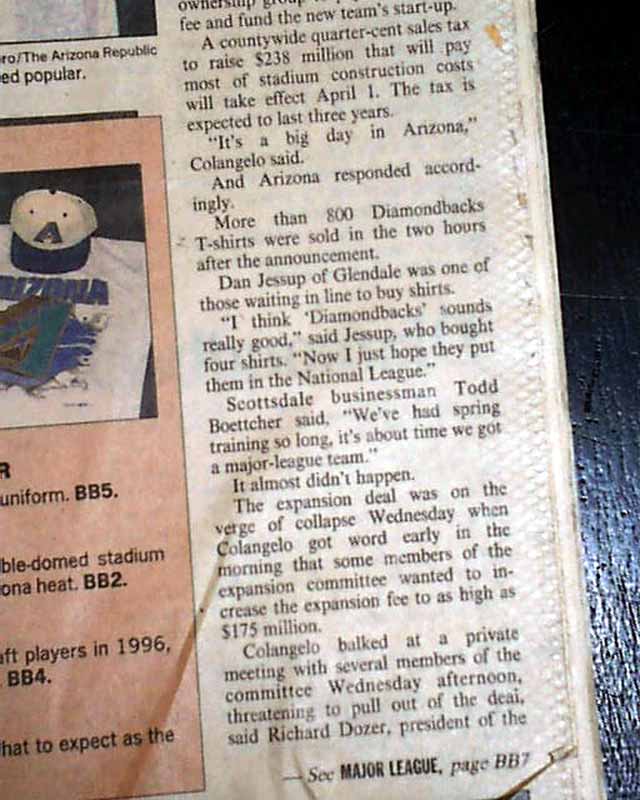 ownership group to
fee and fund the new team's start-up.
A countywide quarter-cent sales tax
to raise $238 million that will pay
most of stadium construction costs
will take effect April 1. The tax is
expected to last three years.
"It's a big day in Arizona,"
Colangelo said.
And Arizona responded accord-
ingly.
More than 800 Diamondbacks
T-shirts were sold in the two hours
after the announcement.
Dan Jessup of Glendale was one of
those waiting in line to buy shirts.
"I think 'Diamondbacks' sounds
really good," said Jessup, who bought
four shirts. "Now I just hope they put
them in the National League."
Scottsdale businessman Todd
Boettcher said, "We've had spring
training so long, it's about time we got
a major-league team."
It almost didn't happen.
The expansion deal was on the
verge of collapse Wednesday when
Colangelo got word early in the
morning that some members of the
expansion committee wanted to in-
crease the expansion fee to as high as
$175 million.
Colangelo balked at a private
meeting with several members of the
committee Wednesday afternoon,
threatening to pull out of the deal,
said Richard Dozer, president of the
— See MAJOR LEAGUE, page BB7
ro/The Arizona Republic
ed popular.
A
RIZONA
R
uniform. BB5.
ble-domed stadium
ona heat. BB2.
aft players in 1996,
BB4.
hat to expect as the